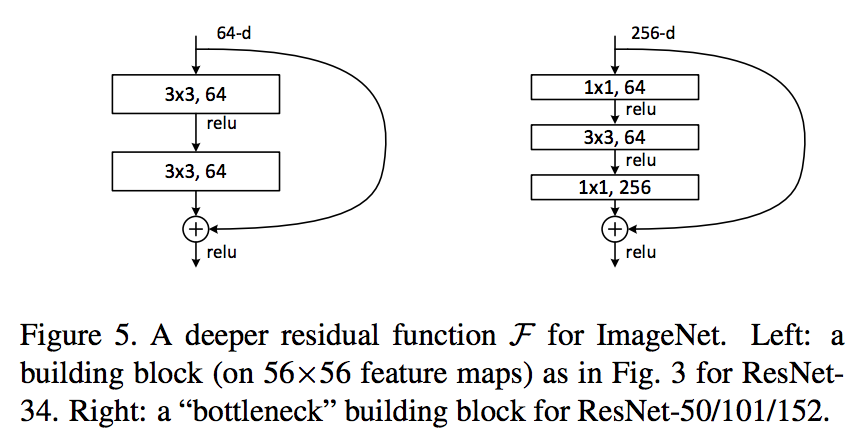 64-d
3x3, 64
relu
3x3, 64
+
relu
256-d
1x1, 64
relu
3x3, 64
relu
1x1, 256
+
relu
Figure 5. A deeper residual function F for ImageNet. Left: a
building block (on 56×56 feature maps) as in Fig. 3 for ResNet-
34. Right: a “bottleneck” building block for ResNet-50/101/152.